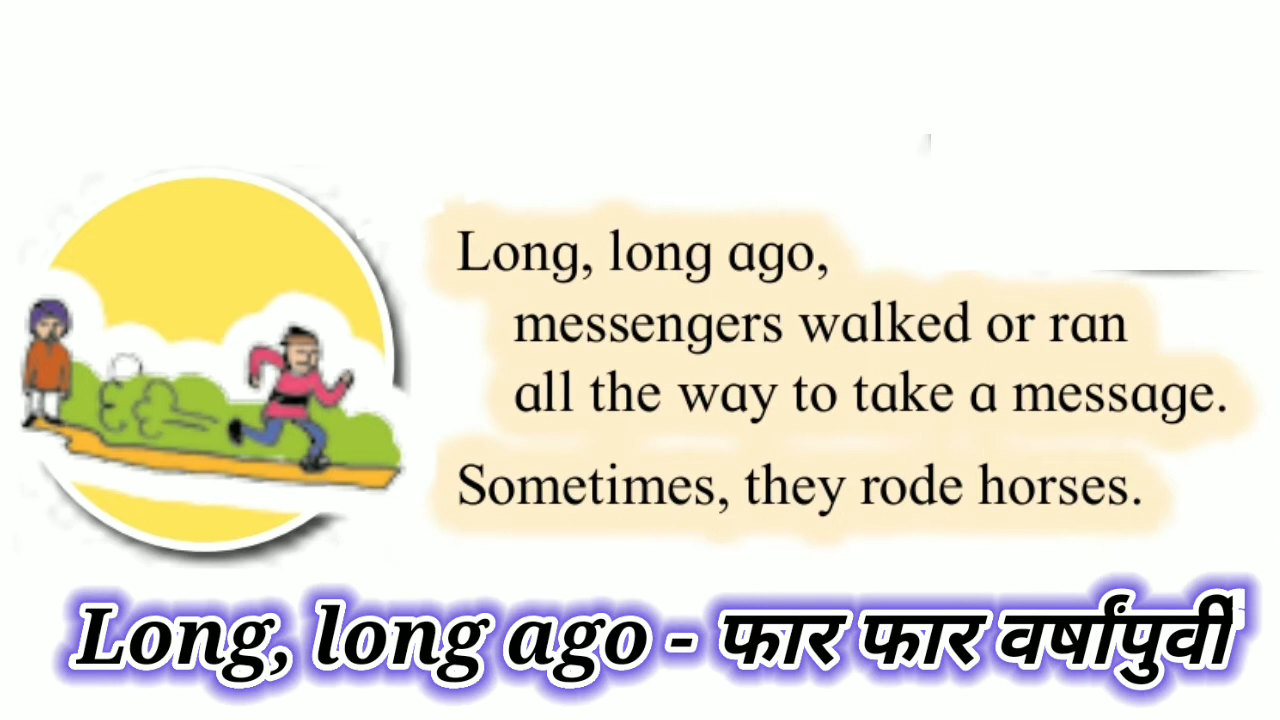 Long, long ago,
messengers walked or ran
all the way to take a message.
Sometimes, they rode horses.
Long, long ago - फार फार वर्षांपुर्वी